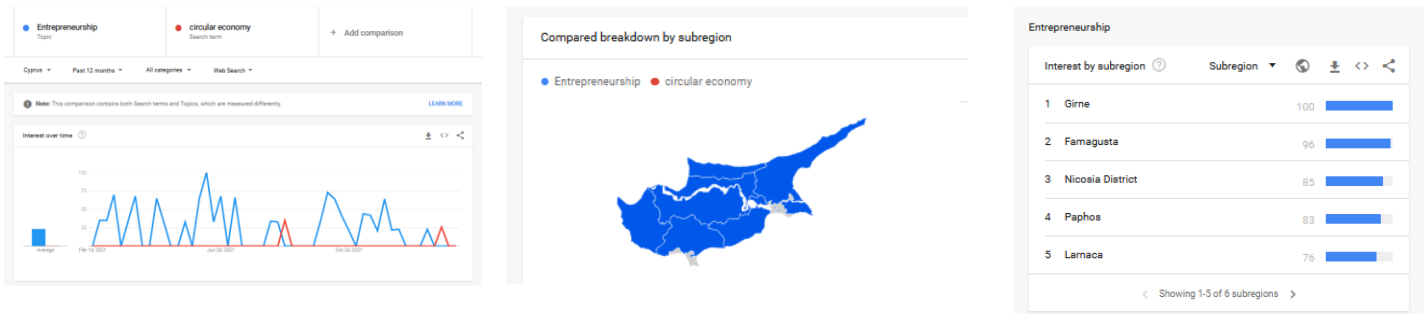 Entrepreneurship
Topic
circular economy
Search term
+ Add comparison
Cyprus
Past 12 months
All categories
Web Search
Note: This comparison contains both Search terms and Topics, which are measured differently.
LEARN MORE
Interest over time
100
75
50
25
Average
Feb 14, 2021
Jun 20, 2021
Oct 24, 2021
Compared breakdown by subregion
Entrepreneurship
circular economy
Entrepreneurship
Interest by subregion
Subregion
1 Girne 100
2 Famagusta 96
3 Nicosia District 85
4 Paphos 83
5 Larnaca 76
Showing 1-5 of 6 subregions